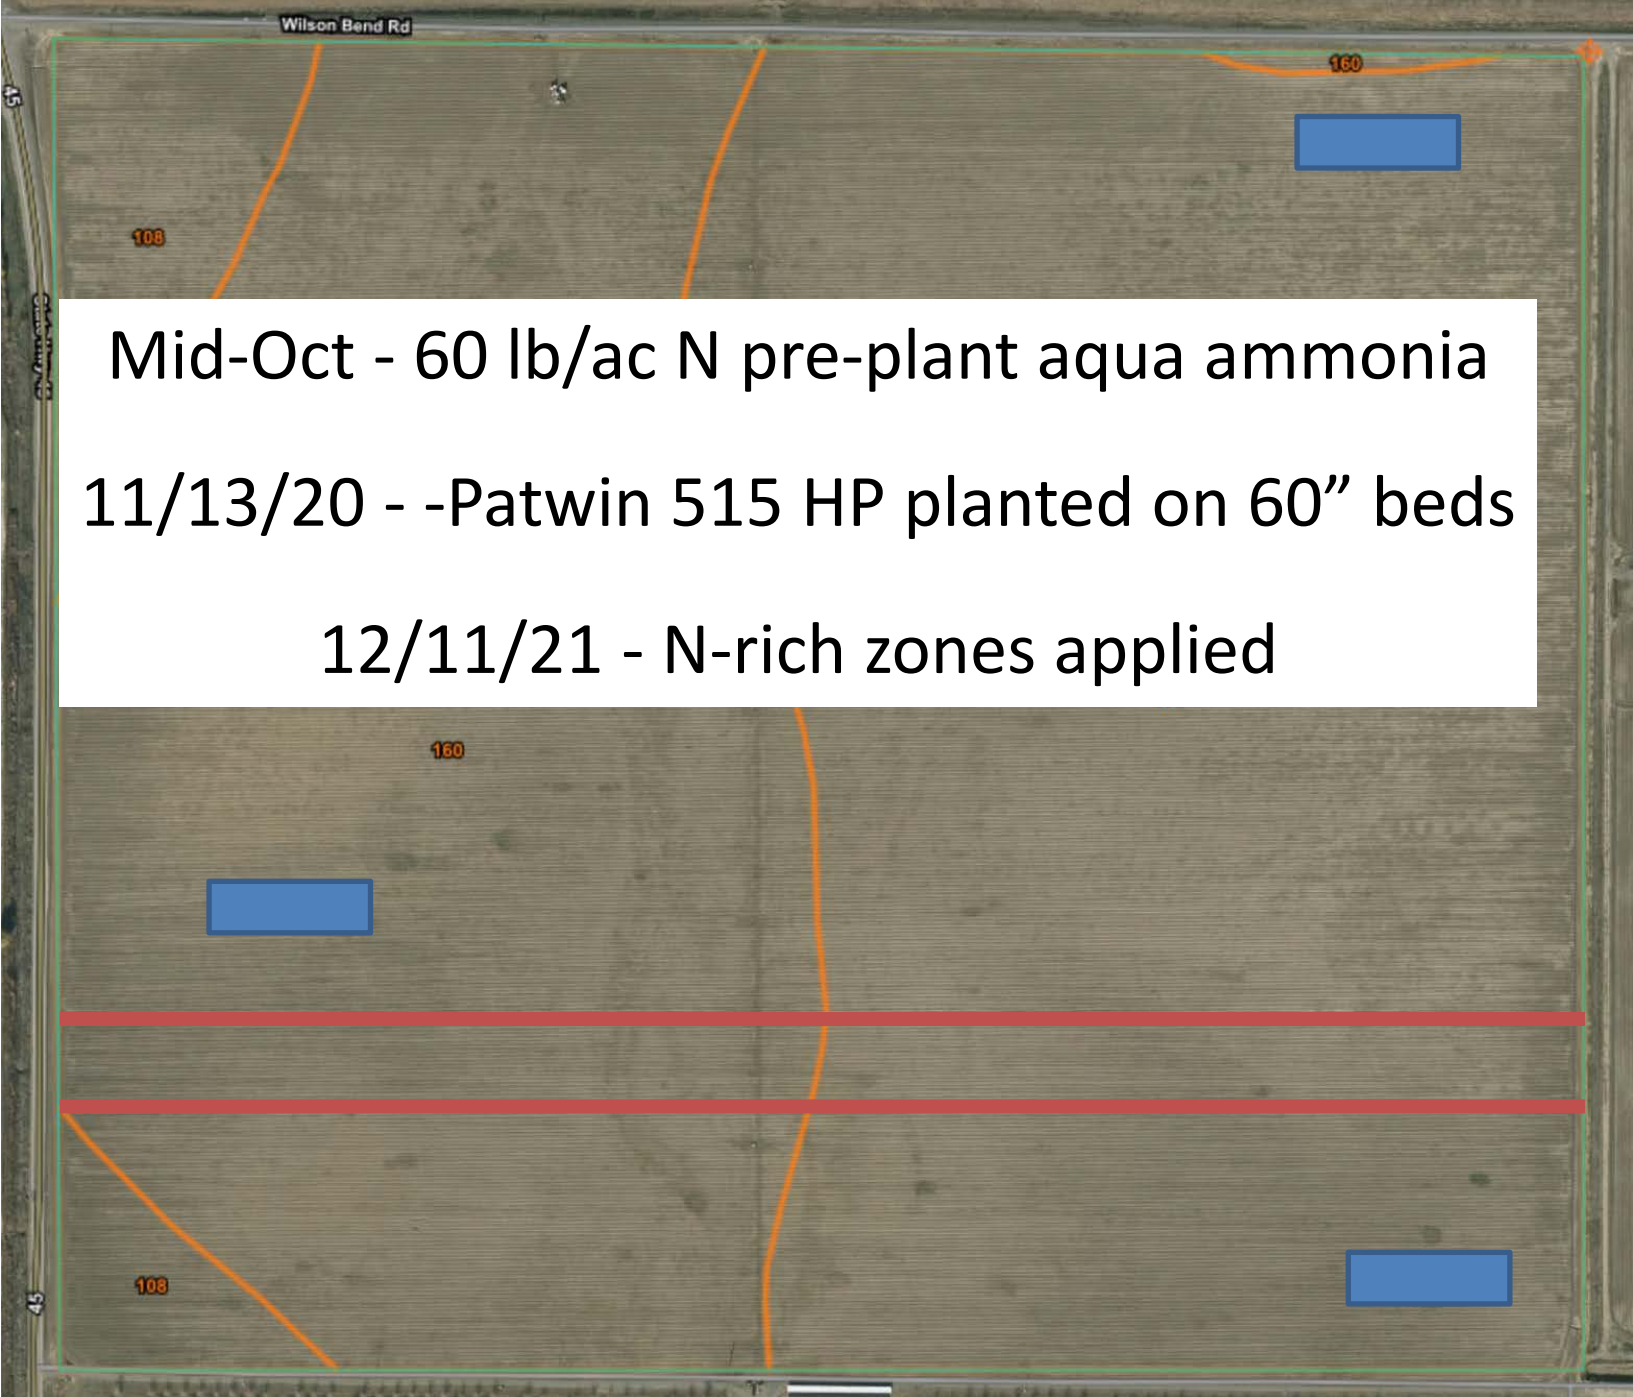 Wilson Bend Rd
160
45
108
Mid-Oct - 60 lb/ac N pre-plant aqua ammonia
11/13/20 - -Patwin 515 HP planted on 60” beds
12/11/21 - N-rich zones applied
160
108
45